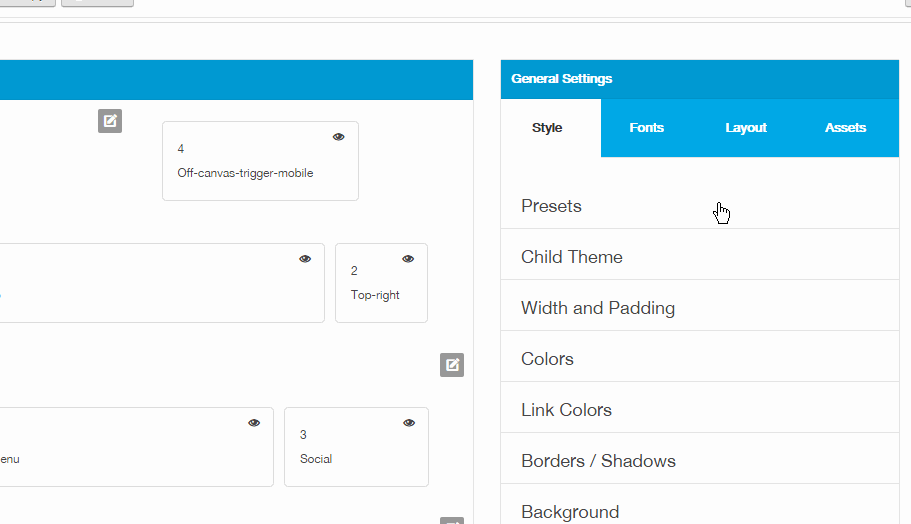 General Settings
Style Fonts Layout Assets
4
Off-canvas-trigger-mobile
2
Top-right
3
Social
enu
Presets
Child Theme
Width and Padding
Colors
Link Colors
Borders / Shadows
Background